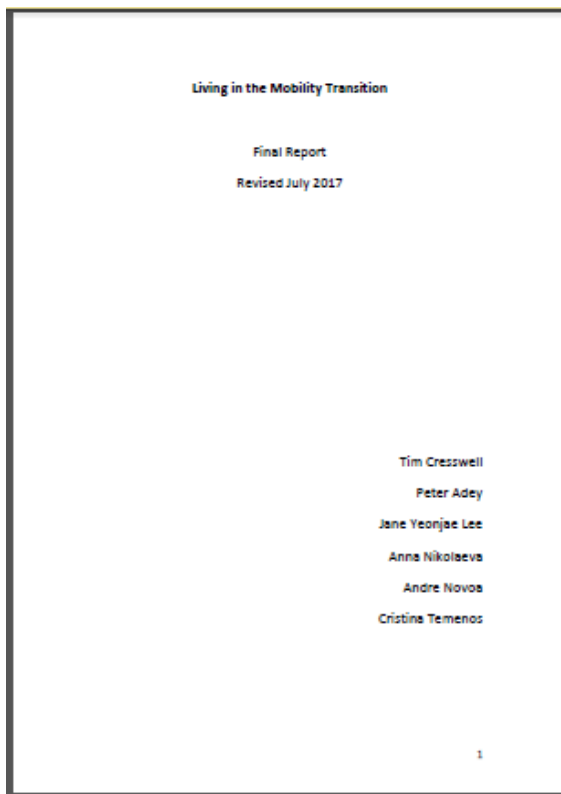 Living in the Mobility Transition
Final Report
Revised July 2017
Tim Cresswell
Peter Adey
Jane Yeonjae Lee
Anna Nikolaeva
Andre Novoa
Cristina Temenos
1